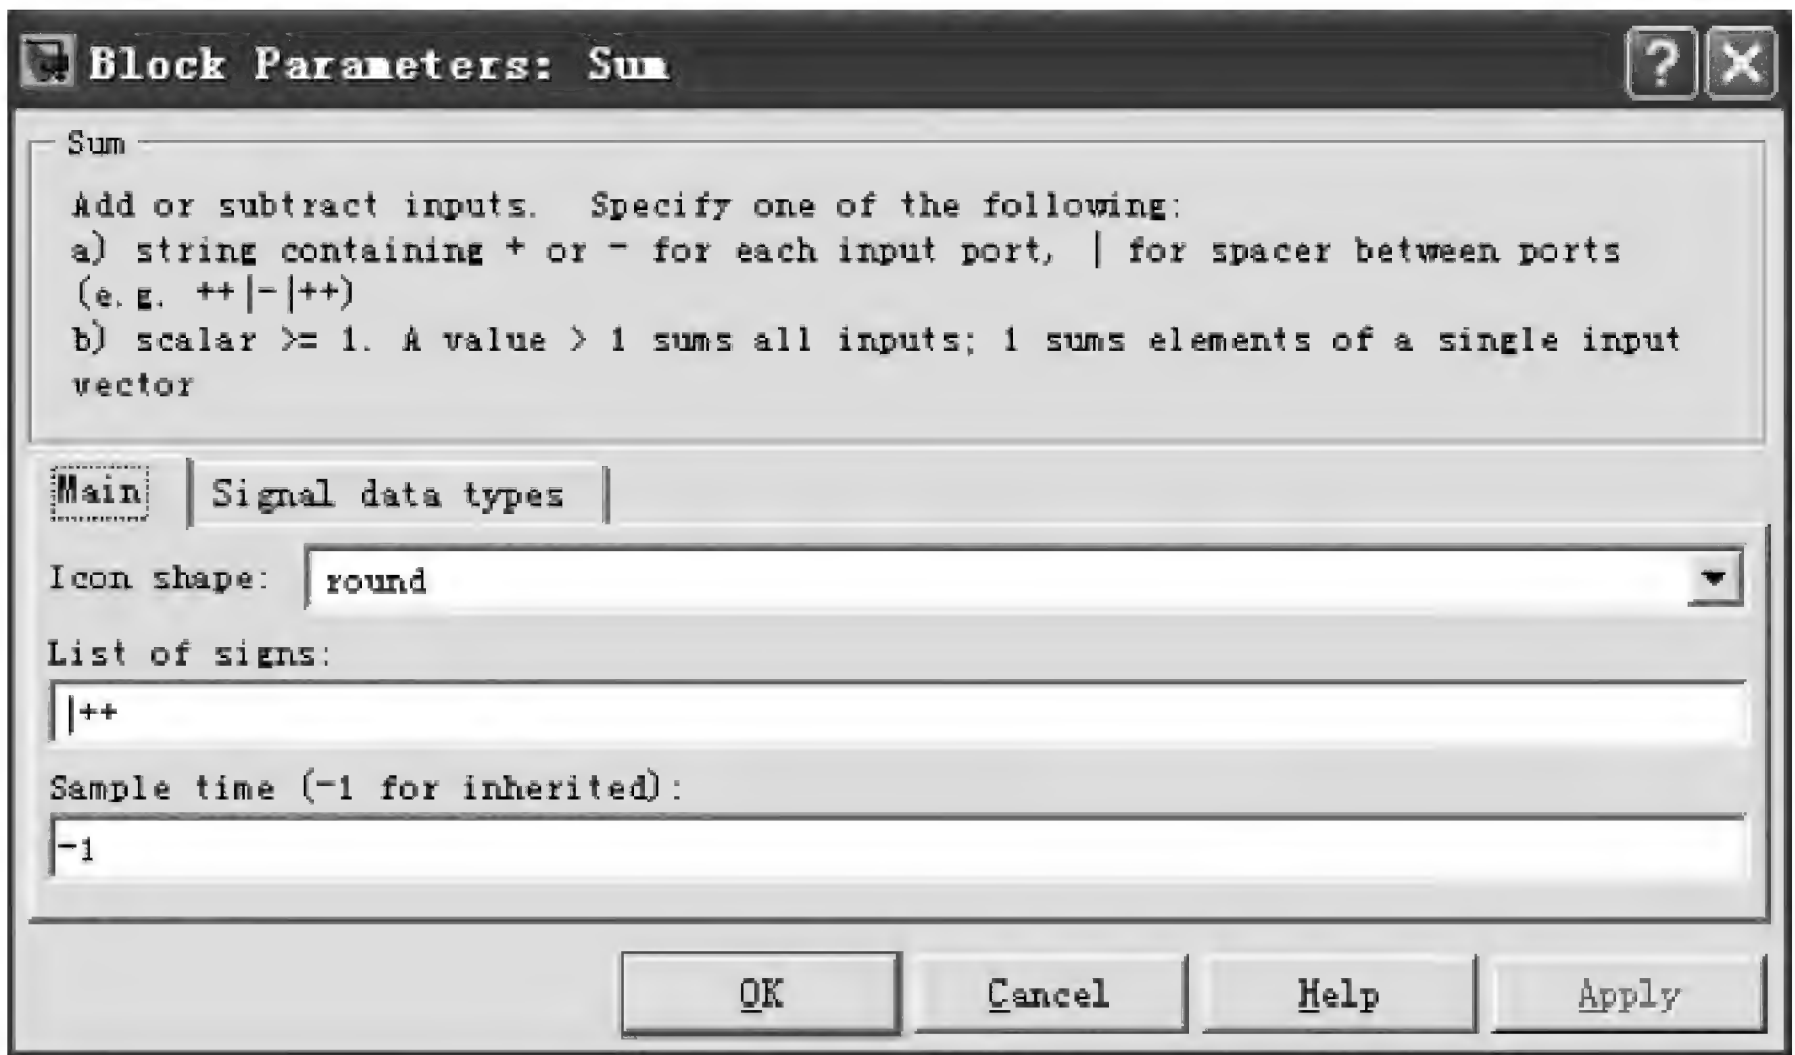 Block Parameters: Sum
Sum
Add or subtract inputs. Specify one of the following:
a) string containing + or - for each input port, | for spacer between ports
(e.g. ++|-|++)
b) scalar >= 1. A value > 1 sums all inputs; 1 sums elements of a single input
vector
Main Signal data types
Icon shape: round
List of signs:
|++
Sample time (-1 for inherited):
-1
OK Cancel Help Apply